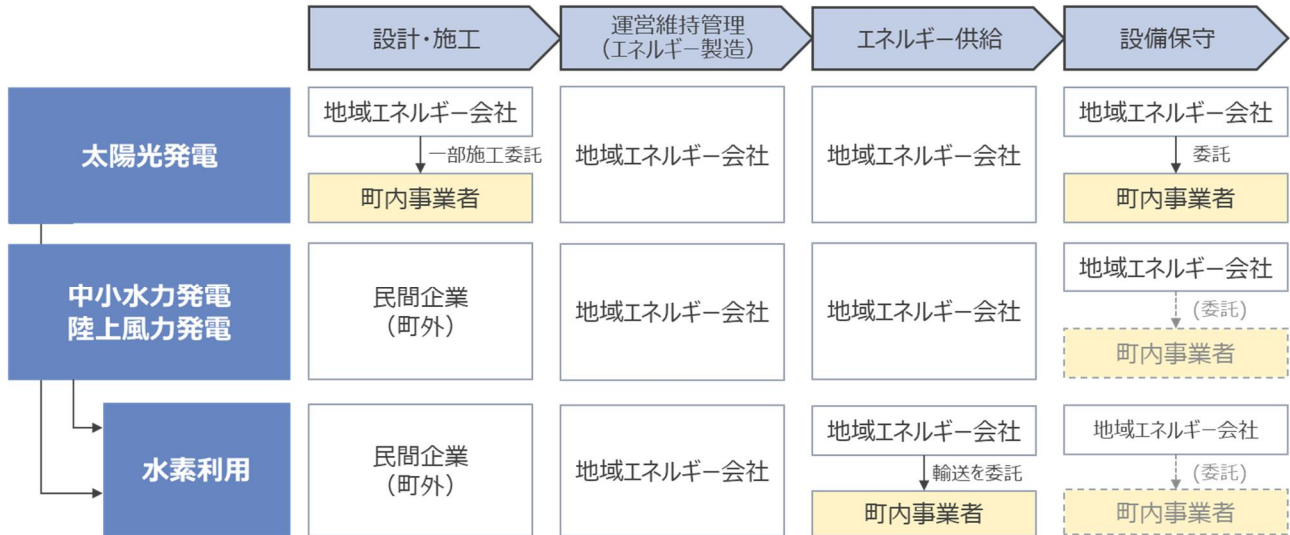 設計・施工
運営維持管理
（エネルギー製造）
エネルギー供給
設備保守
太陽光発電
地域エネルギー会社
一部施工委託
町内事業者
地域エネルギー会社
地域エネルギー会社
地域エネルギー会社
委託
町内事業者
中小水力発電
陸上風力発電
民間企業
（町外）
地域エネルギー会社
地域エネルギー会社
地域エネルギー会社
(委託)
町内事業者
水素利用
民間企業
（町外）
地域エネルギー会社
地域エネルギー会社
輸送を委託
町内事業者
地域エネルギー会社
(委託)
町内事業者